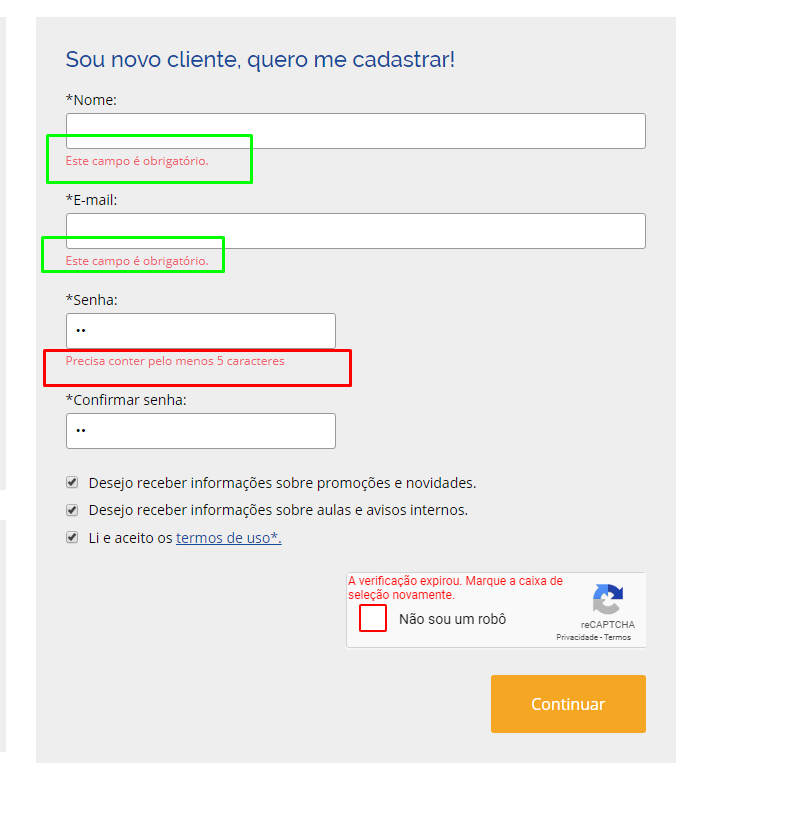 Sou novo cliente, quero me cadastrar!
*Nome:
Este campo é obrigatório.
*E-mail:
Este campo é obrigatório.
*Senha:
••
Precisa conter pelo menos 5 caracteres
*Confirmar senha:
••
Desejo receber informações sobre promoções e novidades.
Desejo receber informações sobre aulas e avisos internos.
Li e aceito os termos de uso*.
A verificação expirou. Marque a caixa de
seleção novamente.
Não sou um robô
reCAPTCHA
Privacidade - Termos
Continuar